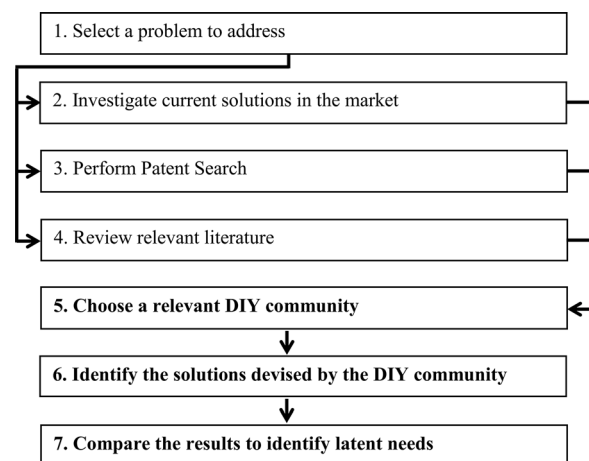 1. Select a problem to address
2. Investigate current solutions in the market
3. Perform Patent Search
4. Review relevant literature
5. Choose a relevant DIY community
6. Identify the solutions devised by the DIY community
7. Compare the results to identify latent needs